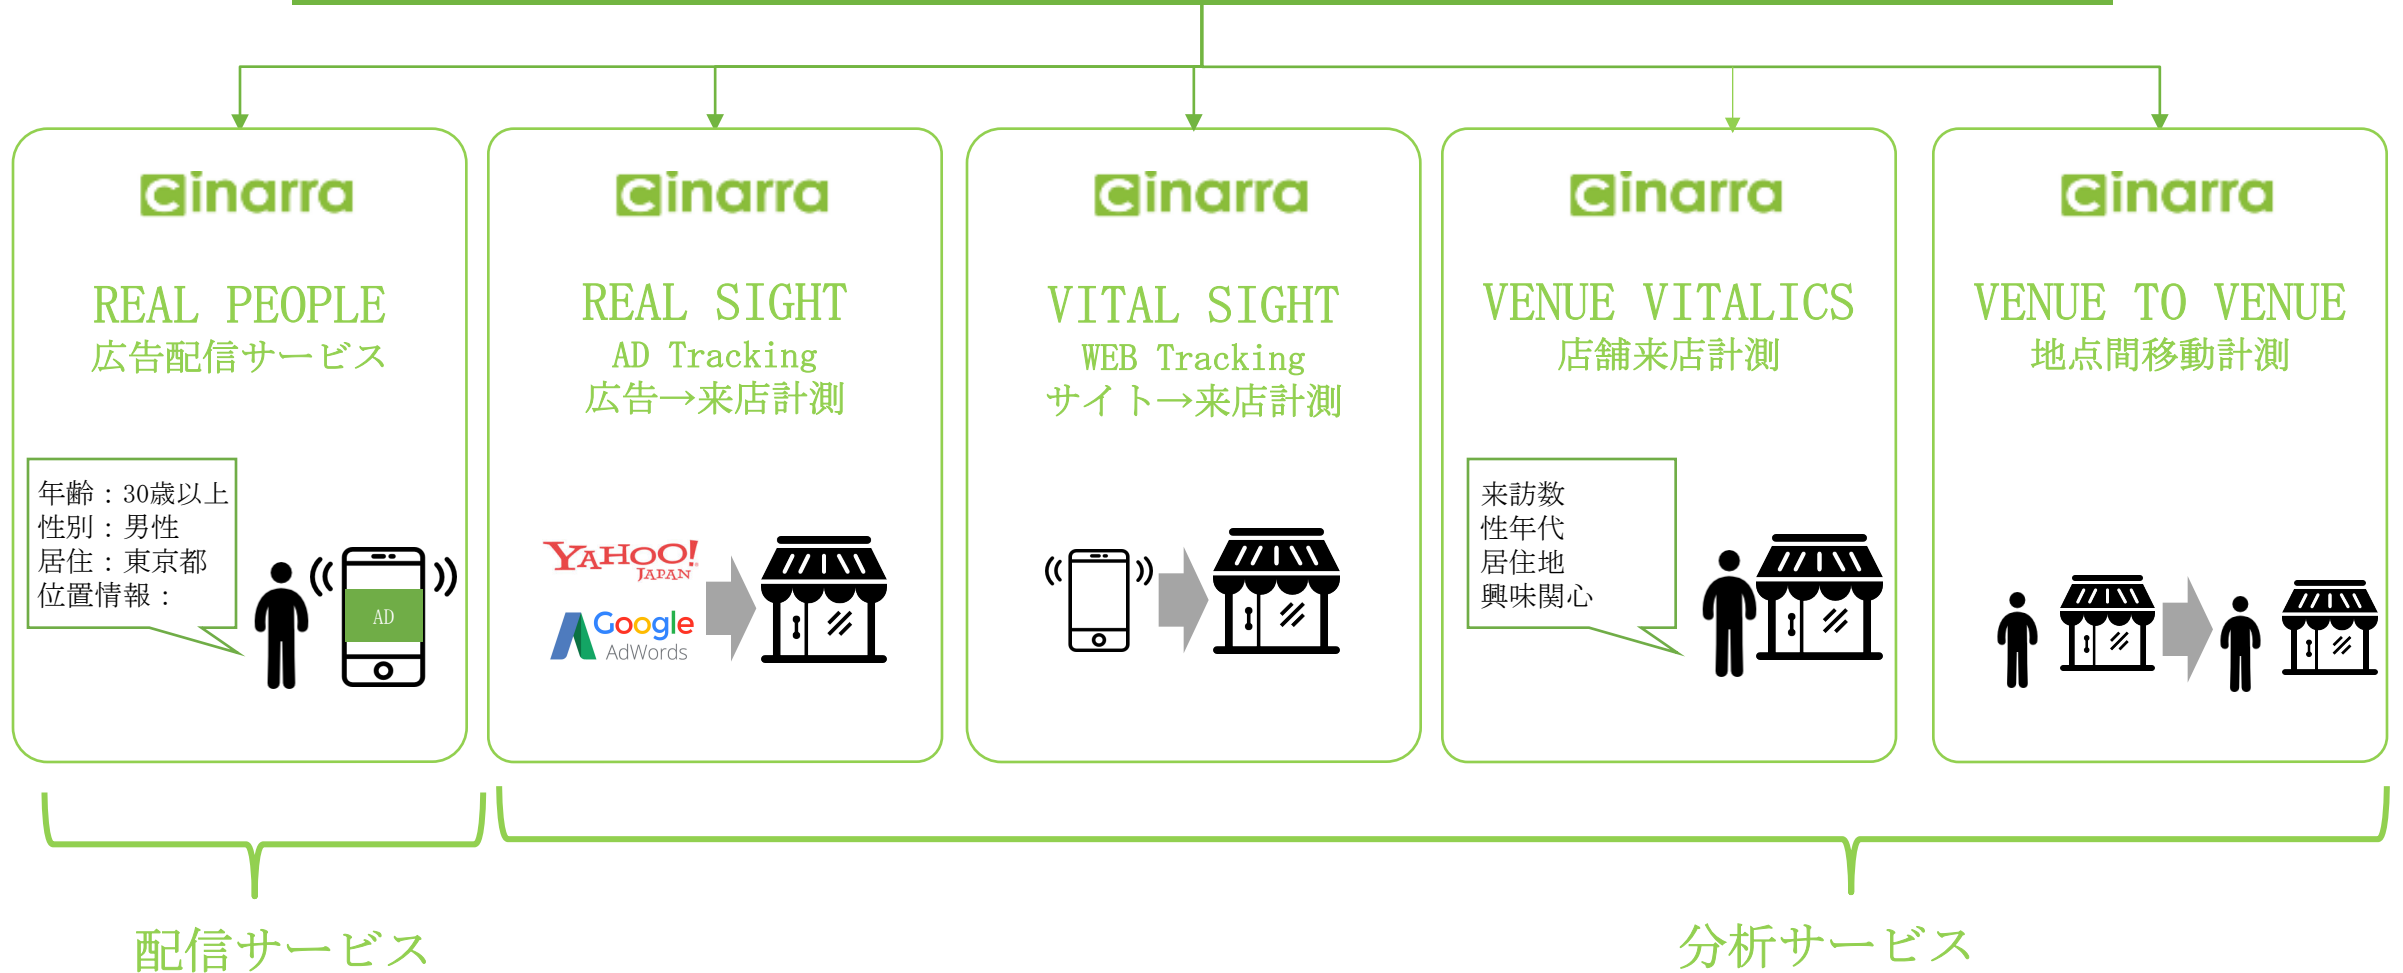 cinarra
REAL PEOPLE
広告配信サービス
年齢：30歳以上
性別：男性
居住：東京都
位置情報：
AD
cinarra
REAL SIGHT
AD Tracking
広告→来店計測
YAHOO!
JAPAN
Google
AdWords
cinarra
VITAL SIGHT
WEB Tracking
サイト→来店計測
cinarra
VENUE VITALICS
店舗来店計測
来訪数
性年代
居住地
興味関心
cinarra
VENUE TO VENUE
地点間移動計測
配信サービス
分析サービス